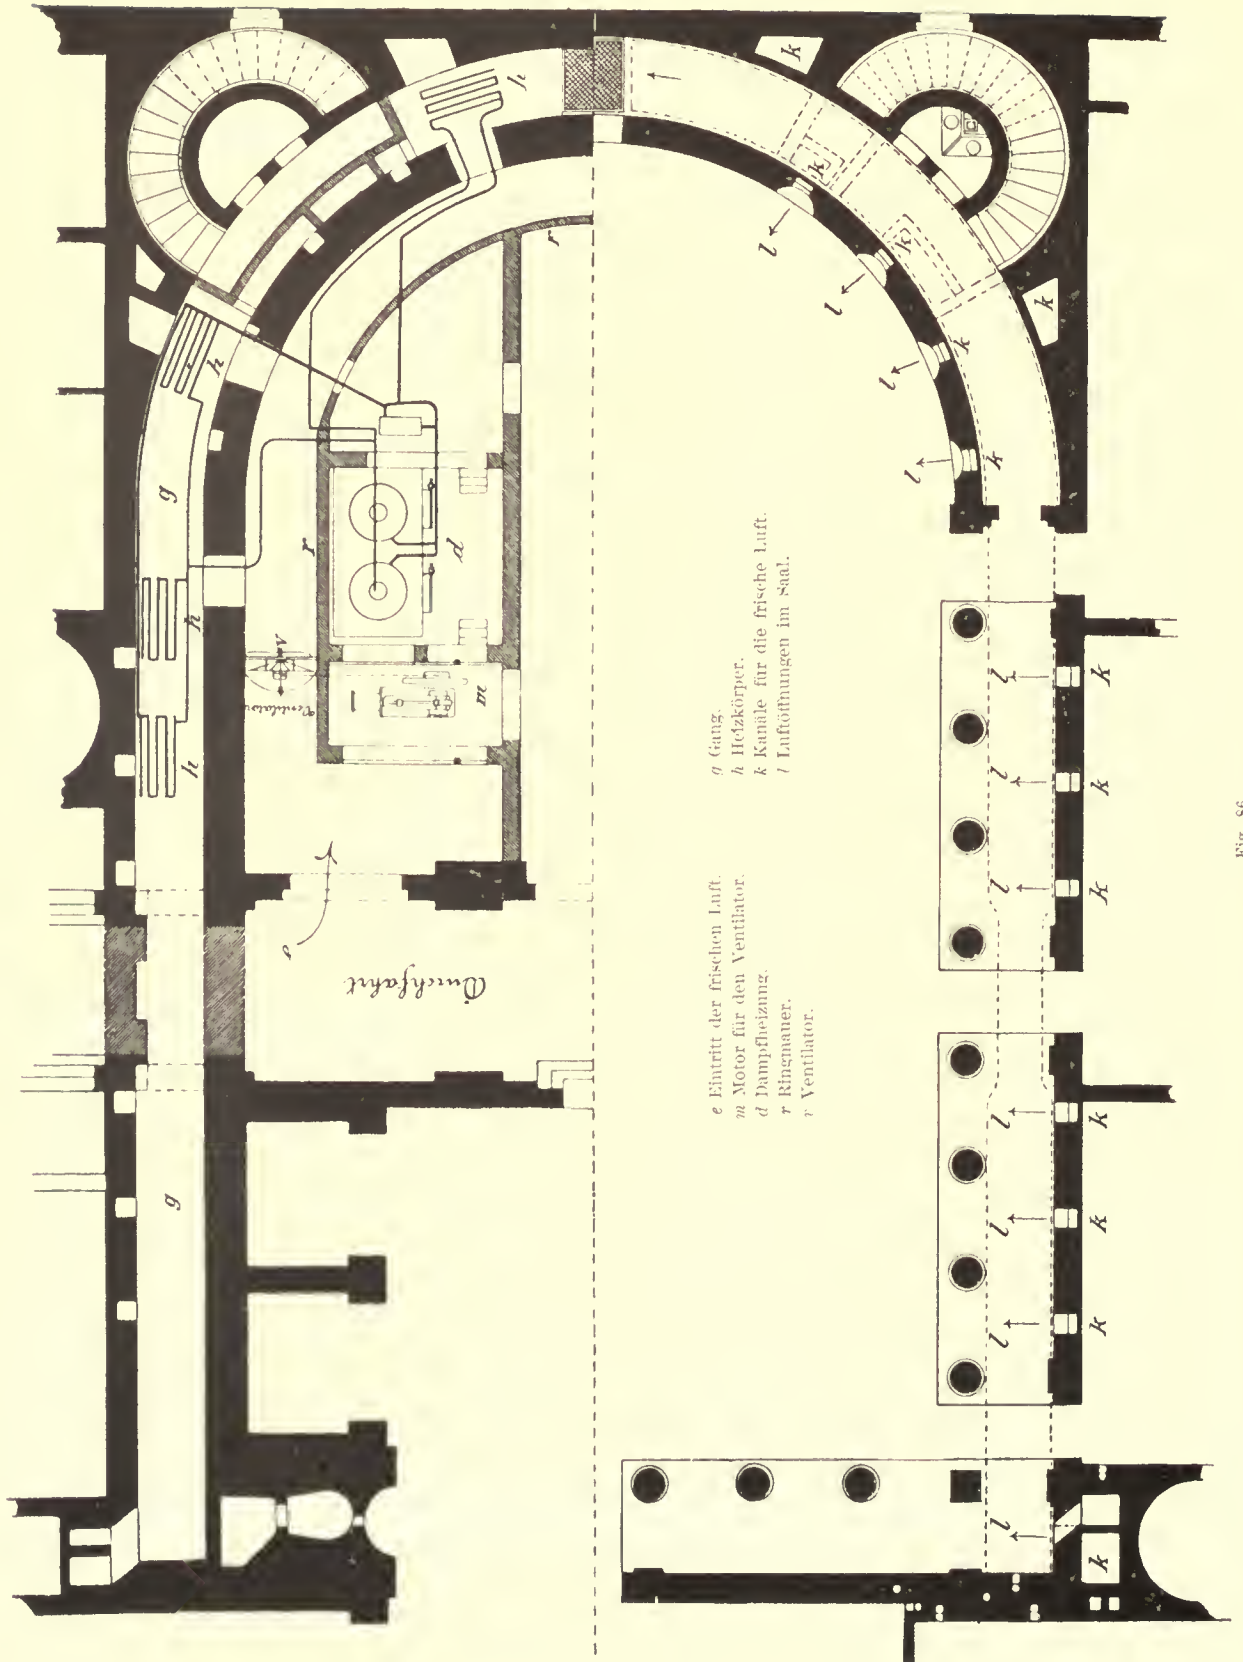 e Eintritt der frischen Luft.
m Motor für den Ventilator.
d Dampfheizung.
r Ringmauer.
v Ventilator.
g Gang.
h Heizkörper.
k Kanäle für die frische Luft.
l Luftöffnungen im Saal.
Durchfahrt
Ventilator
e
V
m
d
r
r
g
g
h
h
h
h
k
k
k
k
k
k
l
l
l
l
l
l
l
l
l
l
l
k
k
k
k
k
k
k
Fig. 86